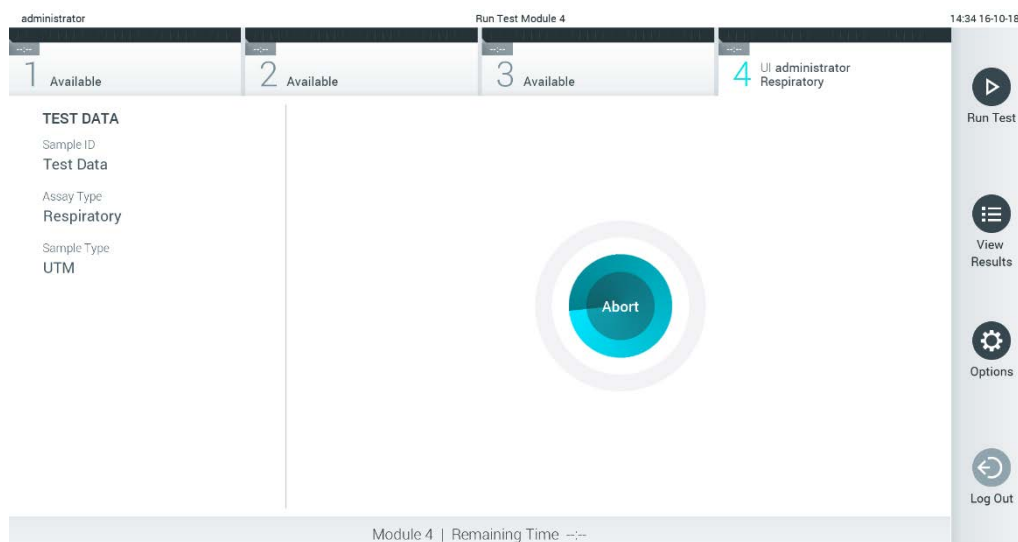 administrator
Run Test Module 4
14:34 16-10-18
--:--
--:--
--:--
--:--
1 Available
2 Available
3 Available
4 UI administrator
Respiratory
TEST DATA
Sample ID
Test Data
Assay Type
Respiratory
Sample Type
UTM
Abort
Run Test
View
Results
Options
Log Out
Module 4 | Remaining Time --:--